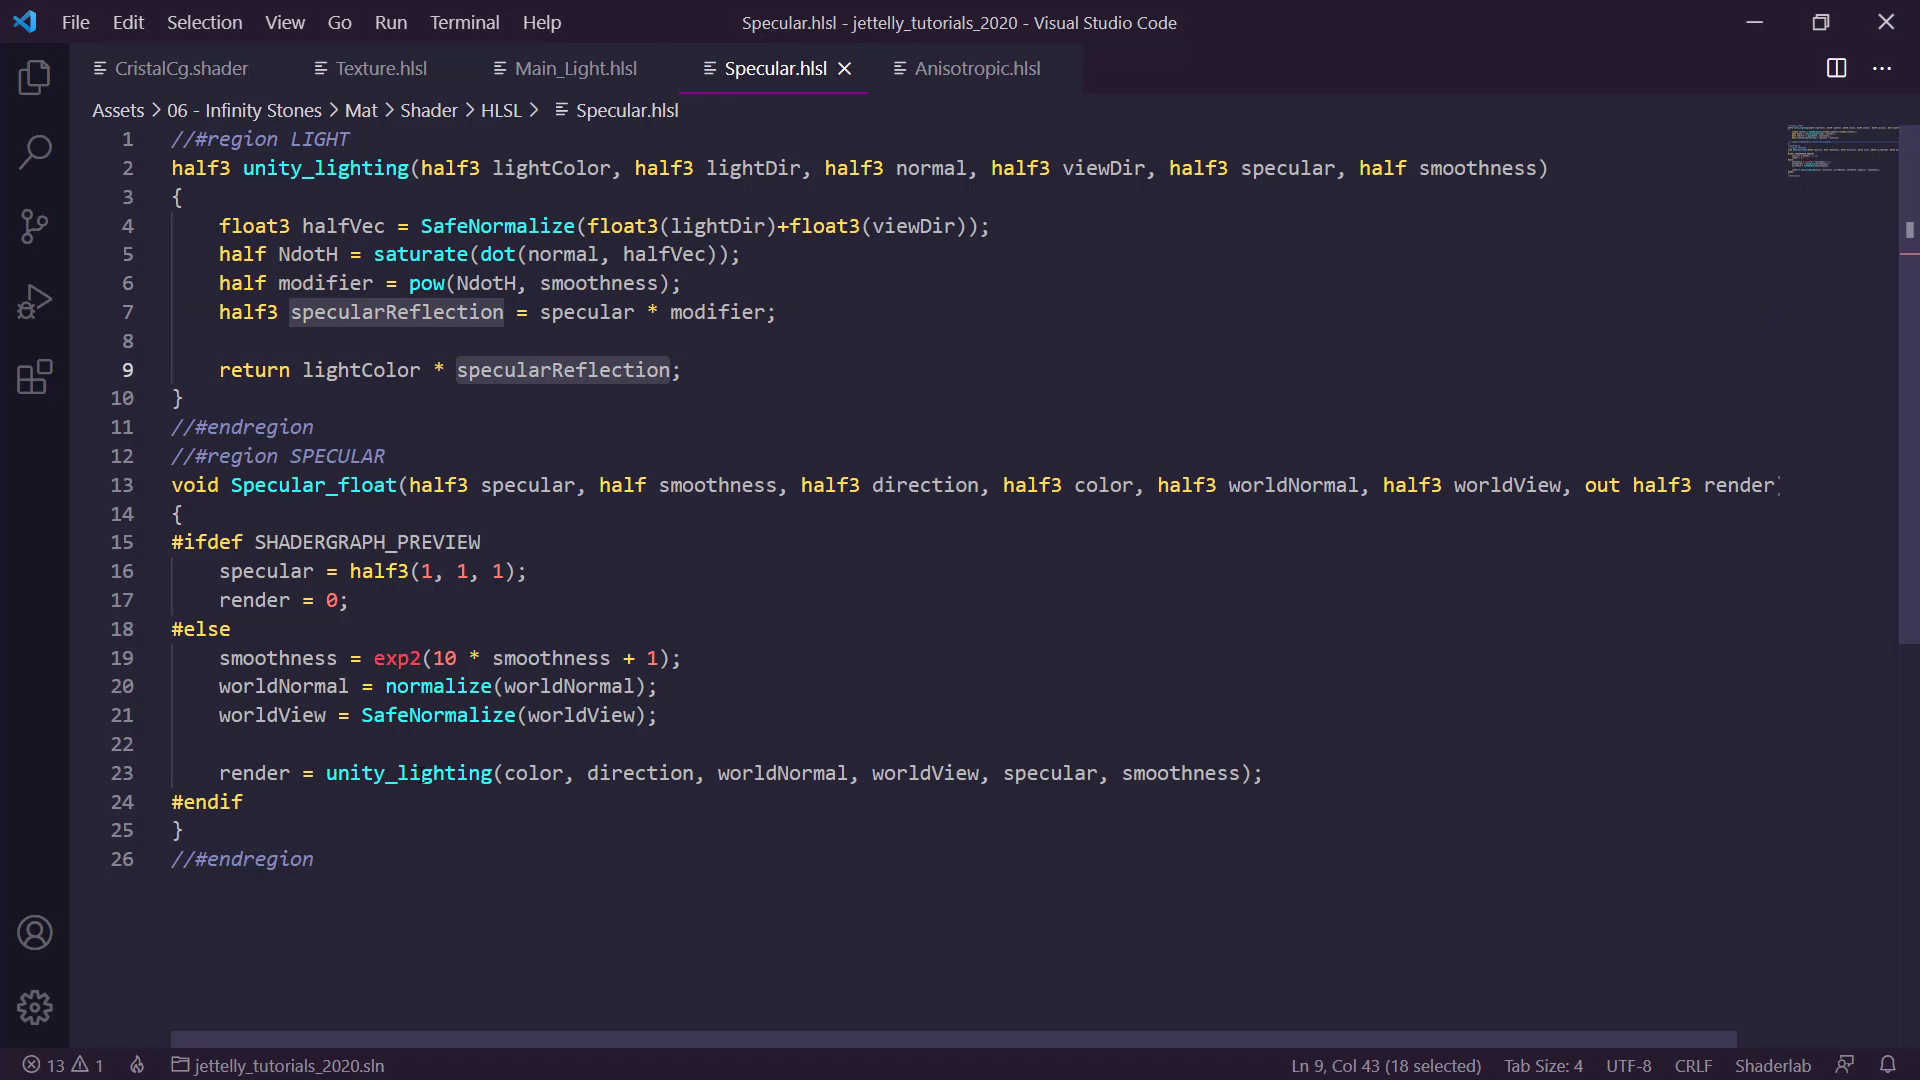 File Edit Selection View Go Run Terminal Help
Specular.hlsl - jettelly_tutorials_2020 - Visual Studio Code
CristalCg.shader Texture.hlsl Main_Light.hlsl Specular.hlsl Anisotropic.hlsl
Assets > 06 - Infinity Stones > Mat > Shader > HLSL > Specular.hlsl
1 //#region LIGHT
2 half3 unity_lighting(half3 lightColor, half3 lightDir, half3 normal, half3 viewDir, half3 specular, half smoothness)
3 {
4 float3 halfVec = SafeNormalize(float3(lightDir)+float3(viewDir));
5 half NdotH = saturate(dot(normal, halfVec));
6 half modifier = pow(NdotH, smoothness);
7 half3 specularReflection = specular * modifier;
8
9 return lightColor * specularReflection;
10 }
11 //#endregion
12 //#region SPECULAR
13 void Specular_float(half3 specular, half smoothness, half3 direction, half3 color, half3 worldNormal, half3 worldView, out half3 render)
14 {
15 #ifdef SHADERGRAPH_PREVIEW
16 specular = half3(1, 1, 1);
17 render = 0;
18 #else
19 smoothness = exp2(10 * smoothness + 1);
20 worldNormal = normalize(worldNormal);
21 worldView = SafeNormalize(worldView);
22
23 render = unity_lighting(color, direction, worldNormal, worldView, specular, smoothness);
24 #endif
25 }
26 //#endregion
13 1 jettelly_tutorials_2020.sln Ln 9, Col 43 (18 selected) Tab Size: 4 UTF-8 CRLF Shaderlab